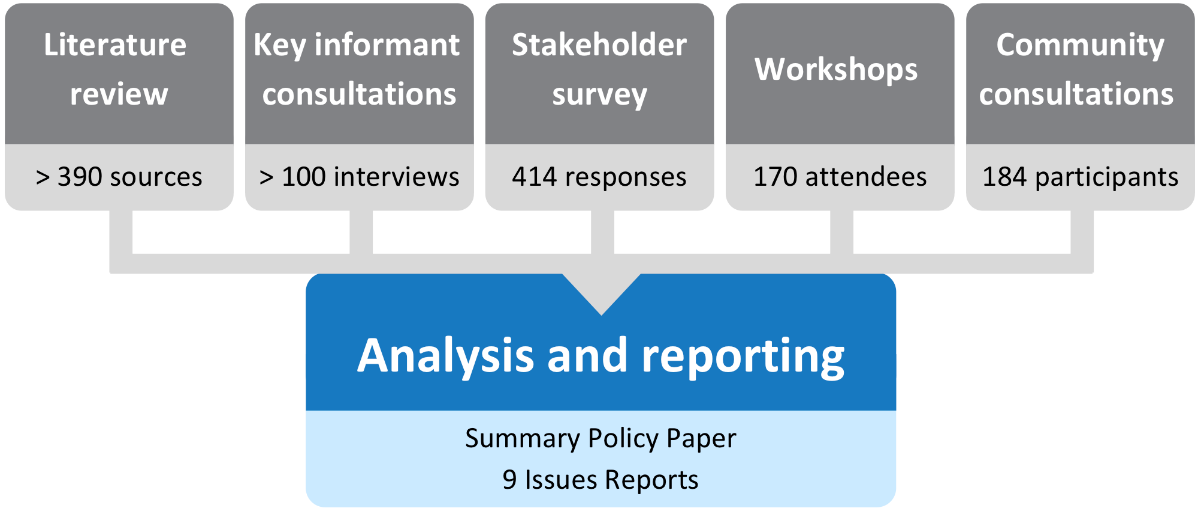 Literature
review
> 390 sources
Key informant
consultations
> 100 interviews
Stakeholder
survey
414 responses
Workshops
170 attendees
Community
consultations
184 participants
Analysis and reporting
Summary Policy Paper
9 Issues Reports